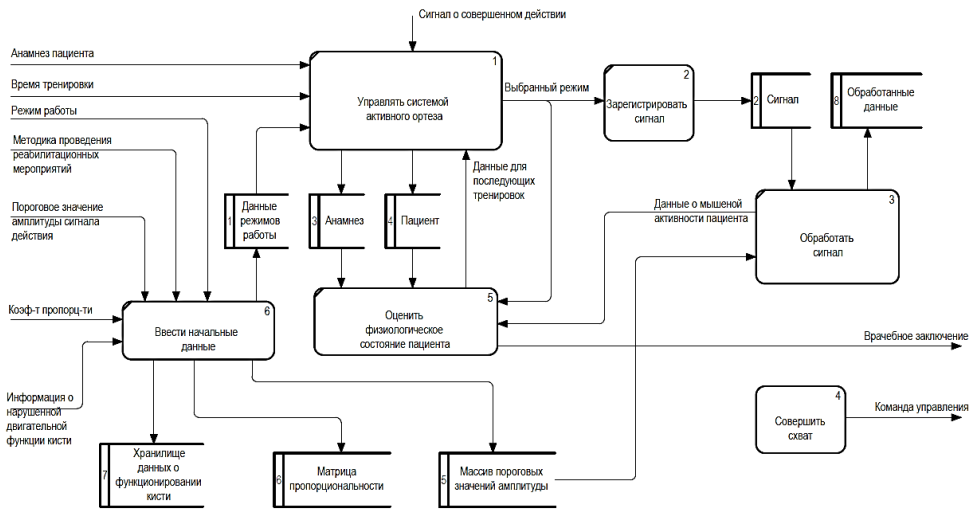 Сигнал о совершенном действии
Анамнез пациента
Время тренировки
Режим работы
Методика проведения
реабилитационных
мероприятий
Пороговое значение
амплитуды сигнала
действия
Коэф-т пропорц-ти
Информация о
нарушенной
двигательной
функции кисти
1
Управлять системой
активного ортеза
Выбранный режим
2
Зарегистрировать
сигнал
2
Сигнал
8
Обработанные
данные
Данные для
последующих
тренировок
1
Данные
режимов
работы
3
Анамнез
4
Пациент
Данные о мышеной
активности пациента
3
Обработать
сигнал
6
Ввести начальные
данные
5
Оценить
физиологическое
состояние пациента
Врачебное заключение
4
Совершить
схват
Команда управления
7
Хранилище
данных о
функционировании
кисти
6
Матрица
пропорциональности
5
Массив пороговых
значений амплитуды